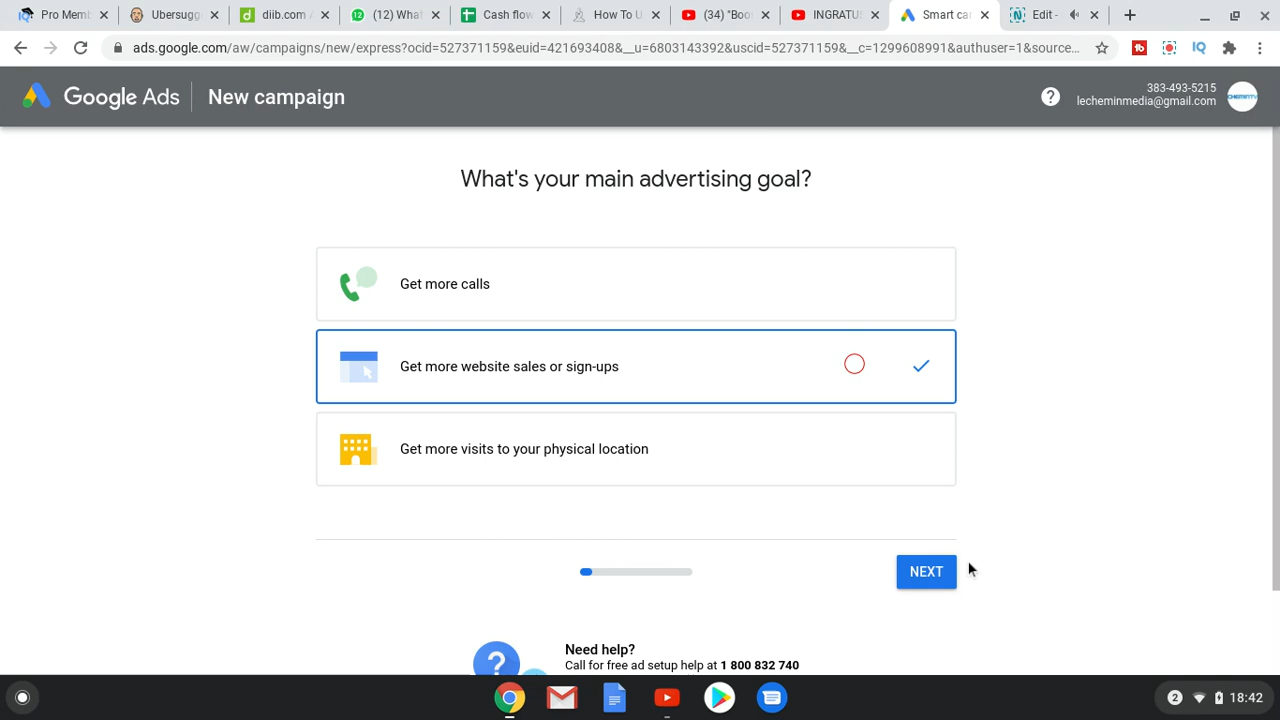 Pro Memb
Ubersugg
diib.com /
(12) What
Cash flow
How To U
(34) "Boo
INGRATUS
Smart ca
Edit -
ads.google.com/aw/campaigns/new/express?ocid=527371159&euid=421693408&__u=6803143392&uscid=527371159&__c=1299608991&authuser=1&source...
Google Ads
New campaign
383-493-5215
lecheminmedia@gmail.com
What's your main advertising goal?
Get more calls
Get more website sales or sign-ups
Get more visits to your physical location
NEXT
Need help?
Call for free ad setup help at 1 800 832 740
2
18:42